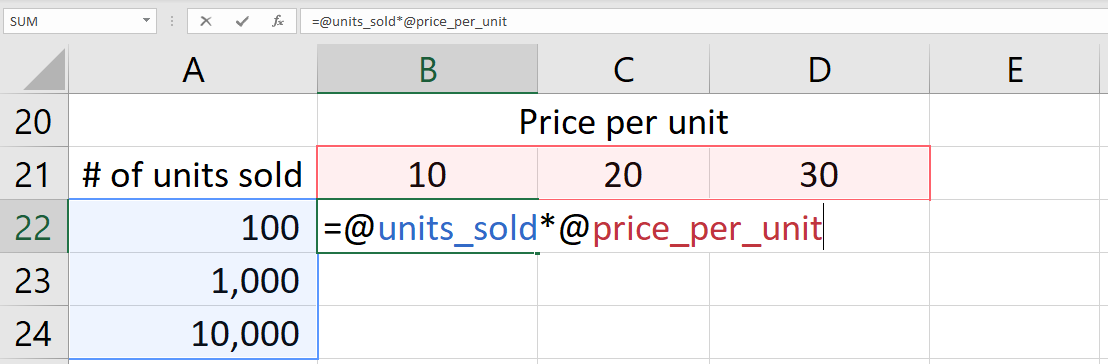 SUM =@units_sold*@price_per_unit
A B C D E
20 Price per unit
21 # of units sold 10 20 30
22 100 =@units_sold*@price_per_unit
23 1,000
24 10,000